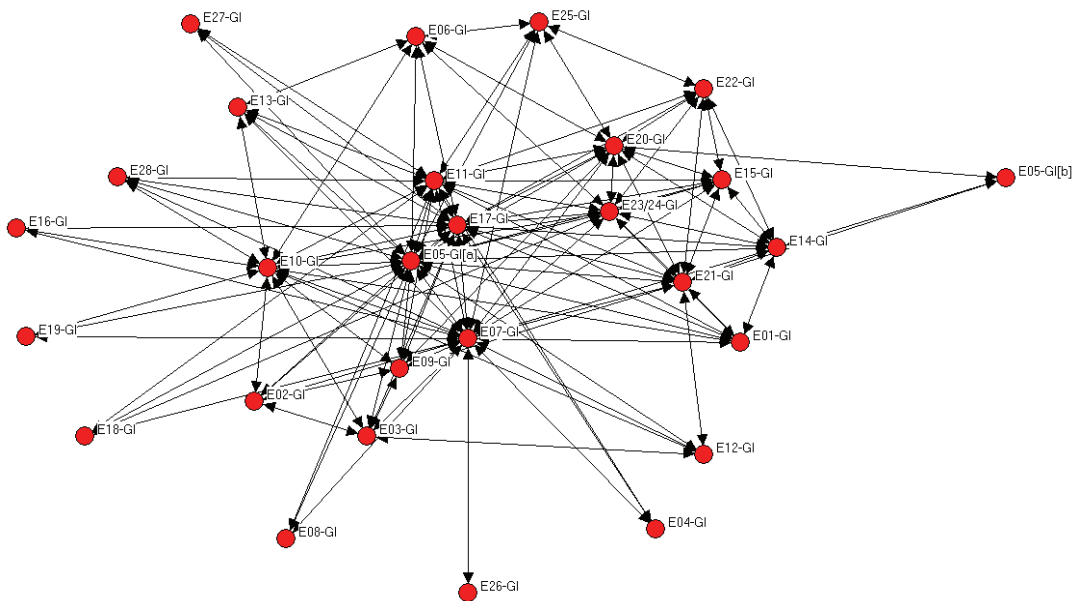 E27-GI
E25-GI
E06-GI
E22-GI
E13-GI
E20-GI
E28-GI
E11-GI
E15-GI
E05-GI[b]
E23/24-GI
E16-GI
E17-GI
E14-GI
E05-GI[a]
E10-GI
E21-GI
E19-GI
E07-GI
E01-GI
E09-GI
E02-GI
E18-GI
E03-GI
E12-GI
E08-GI
E04-GI
E26-GI